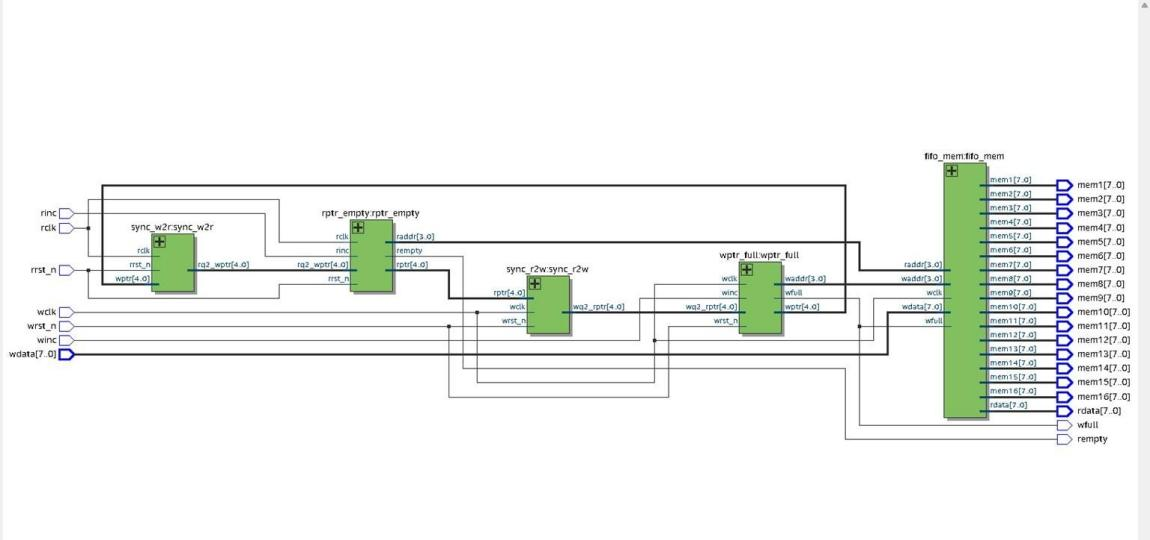 fifo_mem:fifo_mem
mem1[7..0]
mem1[7..0]
mem2[7..0]
mem2[7..0]
mem3[7..0]
mem3[7..0]
mem4[7..0]
mem4[7..0]
mem5[7..0]
mem5[7..0]
mem6[7..0]
mem6[7..0]
mem7[7..0]
mem7[7..0]
mem8[7..0]
mem8[7..0]
mem9[7..0]
mem9[7..0]
mem10[7..0]
mem10[7..0]
mem11[7..0]
mem11[7..0]
mem12[7..0]
mem12[7..0]
mem13[7..0]
mem13[7..0]
mem14[7..0]
mem14[7..0]
mem15[7..0]
mem15[7..0]
mem16[7..0]
mem16[7..0]
rdata[7..0]
rdata[7..0]
wfull
rempty
raddr[3..0]
waddr[3..0]
wclk
wdata[7..0]
wfull
rinc
rclk
rrst_n
wclk
wrst_n
winc
wdata[7..0]
sync_w2r:sync_w2r
rclk
rrst_n
wptr[4..0]
rq2_wptr[4..0]
rptr_empty:rptr_empty
rclk
rinc
rq2_wptr[4..0]
rrst_n
raddr[3..0]
rempty
rptr[4..0]
sync_r2w:sync_r2w
rptr[4..0]
wclk
wrst_n
wq2_rptr[4..0]
wptr_full:wptr_full
wclk
winc
wq2_rptr[4..0]
wrst_n
waddr[3..0]
wfull
wptr[4..0]